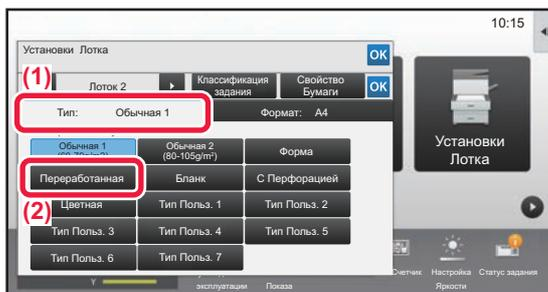 10:15
Установки Лотка
OK
(1)
Лоток 2
Классификация задания
Свойство Бумаги
OK
Тип: Обычная 1
Формат: A4
Обычная 1
Обычная 2
(80-105g/m²)
Форма
Переработанная
Бланк
С Перфорацией
(2)
Цветная
Тип Польз. 1
Тип Польз. 2
Тип Польз. 3
Тип Польз. 4
Тип Польз. 5
Тип Польз. 6
Тип Польз. 7
Установки
Лотка
Y
эксплуатации
Показа
Счетчик
Настройка
Яркости
Статус задания